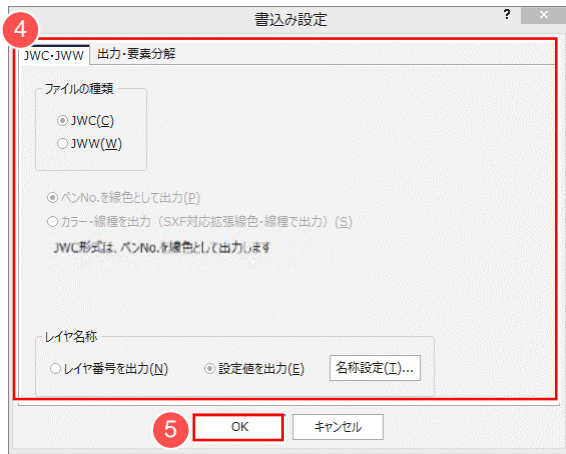 書込み設定
? ×
4
JWC・JWW 出力・要素分解
ファイルの種類
JWC(C)
JWW(W)
ペンNo.を線色として出力(P)
カラー・線種を出力（SXF対応拡張線色・線種で出力）(S)
JWC形式は、ペンNo.を線色として出力します
レイヤ名称
レイヤ番号を出力(N) 設定値を出力(E) 名称設定(T)...
5 OK キャンセル